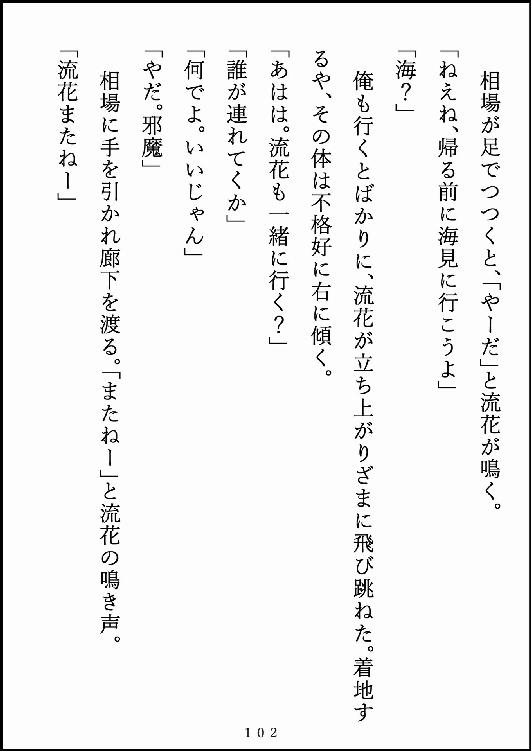 相場が足でつつくと、「やーだ」と流花が鳴く。
「ねえね、帰る前に海見に行こうよ」
「海？」
　俺も行くとばかりに、流花が立ち上がりざまに飛び跳ねた。着地す
るや、その体は不格好に右に傾く。
「あはは。流花も一緒に行く？」
「誰が連れてくか」
「何でよ。いいじゃん」
「やだ。邪魔」
　相場に手を引かれ廊下を渡る。「またねー」と流花の鳴き声。
「流花またねー」
102